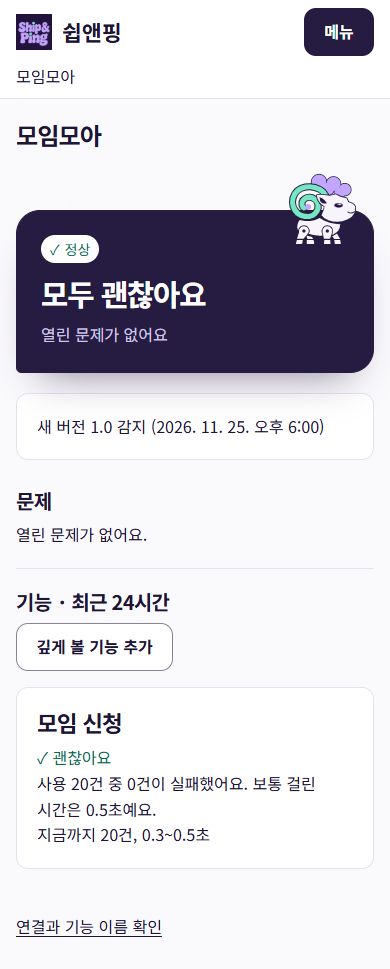 Ship&
Ping
쉽앤핑
메뉴
모임모아
모임모아
✓ 정상
모두 괜찮아요
열린 문제가 없어요
새 버전 1.0 감지 (2026. 11. 25. 오후 6:00)
문제
열린 문제가 없어요.
기능 · 최근 24시간
깊게 볼 기능 추가
모임 신청
✓ 괜찮아요
사용 20건 중 0건이 실패했어요. 보통 걸린
시간은 0.5초예요.
지금까지 20건, 0.3~0.5초
연결과 기능 이름 확인